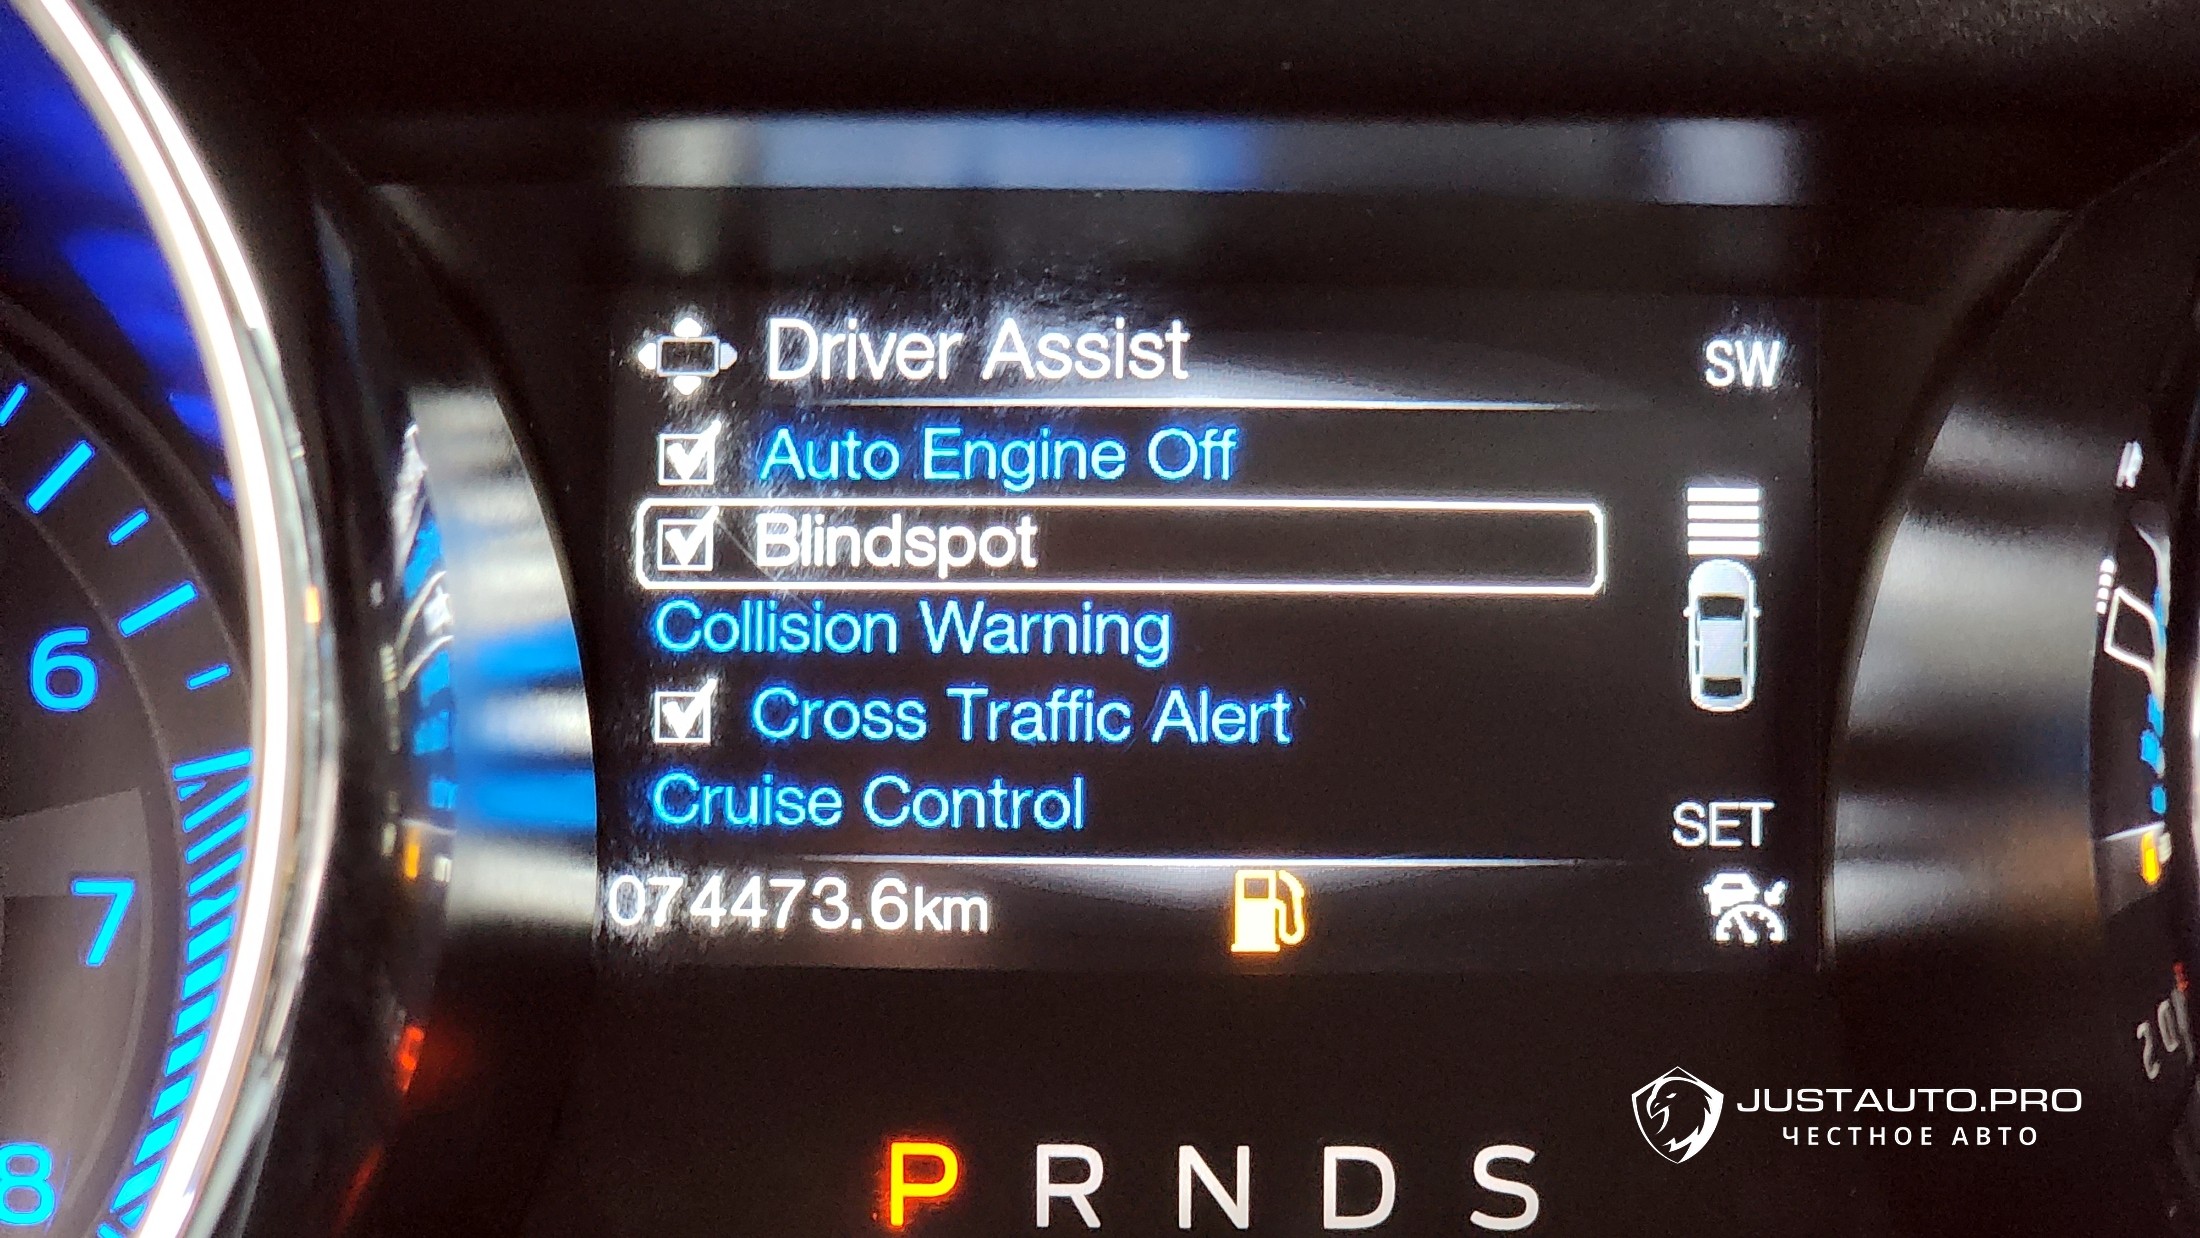 Driver Assist
SW
Auto Engine Off
Blindspot
Collision Warning
Cross Traffic Alert
Cruise Control
SET
074473.6km
6
7
8
P R N D S
JUSTAUTO.PRO
ЧЕСТНОЕ АВТО